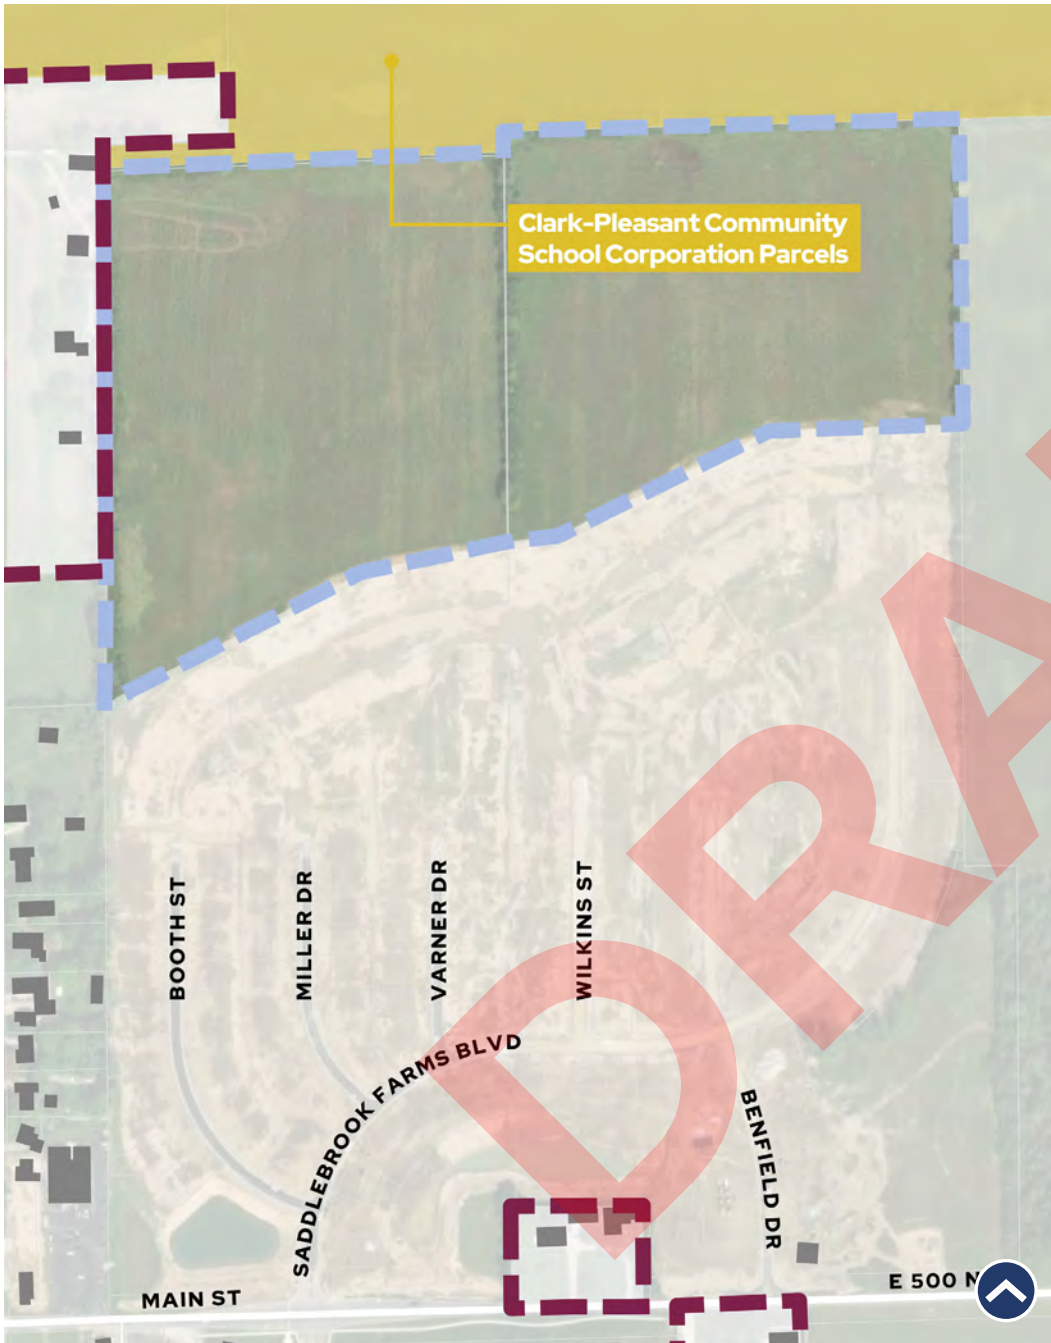 Clark-Pleasant Community
School Corporation Parcels
BOOTH ST
MILLER DR
VARNER DR
WILKINS ST
SADDLEBROOK FARMS BLVD
BENFIELD DR
MAIN ST
E 500 N
DRA